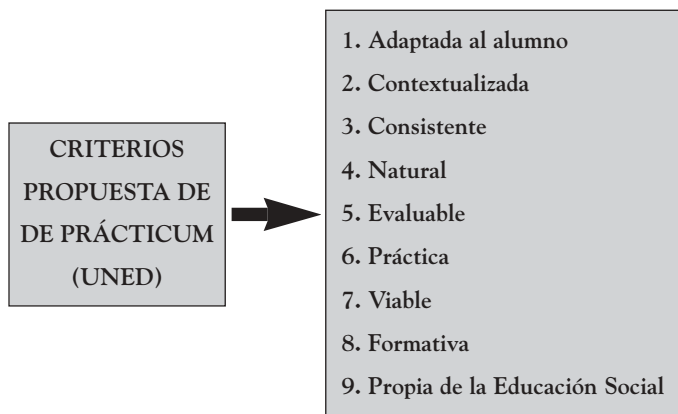 CRITERIOS
PROPUESTA DE
DE PRÁCTICUM
(UNED)
1. Adaptada al alumno
2. Contextualizada
3. Consistente
4. Natural
5. Evaluable
6. Práctica
7. Viable
8. Formativa
9. Propia de la Educación Social